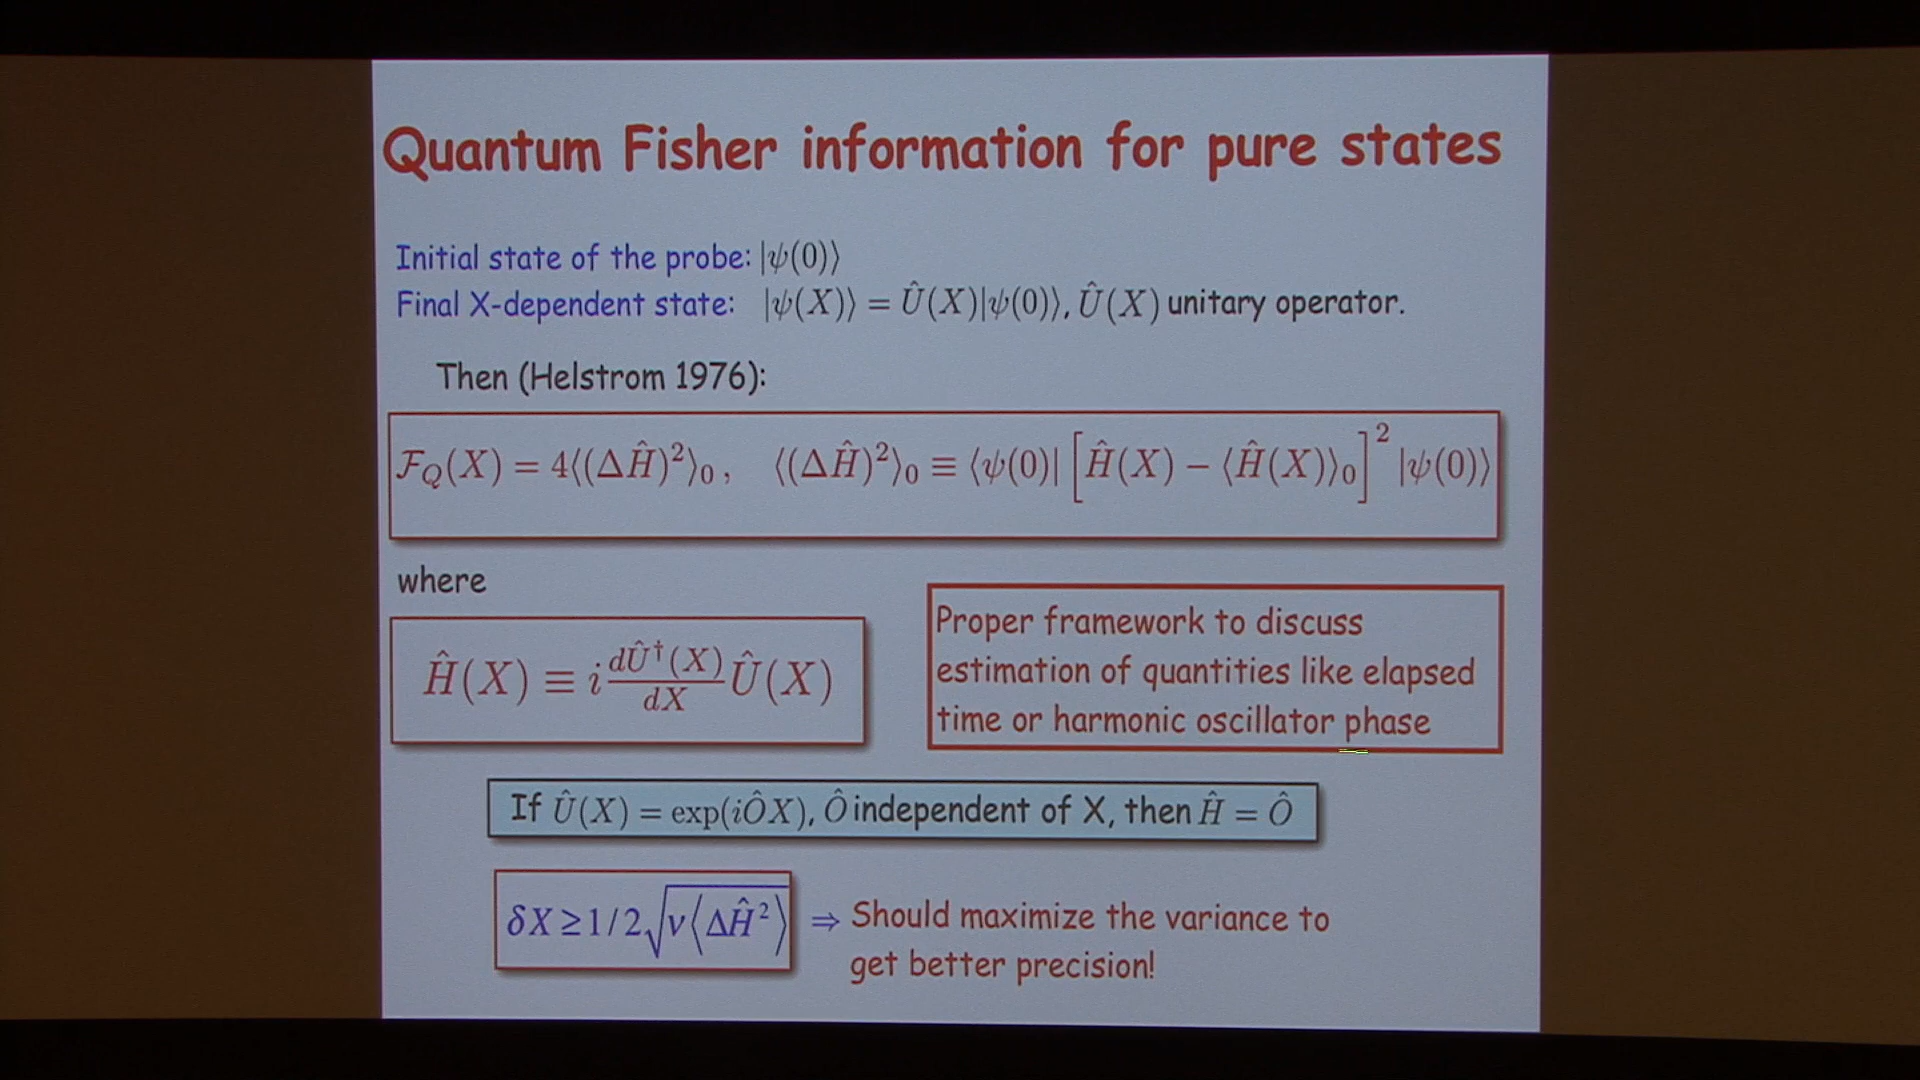 Quantum Fisher information for pure states
Initial state of the probe: |ψ(0)⟩
Final X-dependent state: |ψ(X)⟩ = Û(X)|ψ(0)⟩, Û(X) unitary operator.
Then (Helstrom 1976):
ℱ_Q(X) = 4⟨(ΔĤ)²⟩₀ , ⟨(ΔĤ)²⟩₀ ≡ ⟨ψ(0)| [Ĥ(X) − ⟨Ĥ(X)⟩₀]² |ψ(0)⟩
where
Ĥ(X) ≡ i dÛ†(X)/dX Û(X)
Proper framework to discuss
estimation of quantities like elapsed
time or harmonic oscillator phase
If Û(X) = exp(iÔX), Ô independent of X, then Ĥ = Ô
δX ≥ 1/2√(ν⟨ΔĤ²⟩) ⇒ Should maximize the variance to
get better precision!